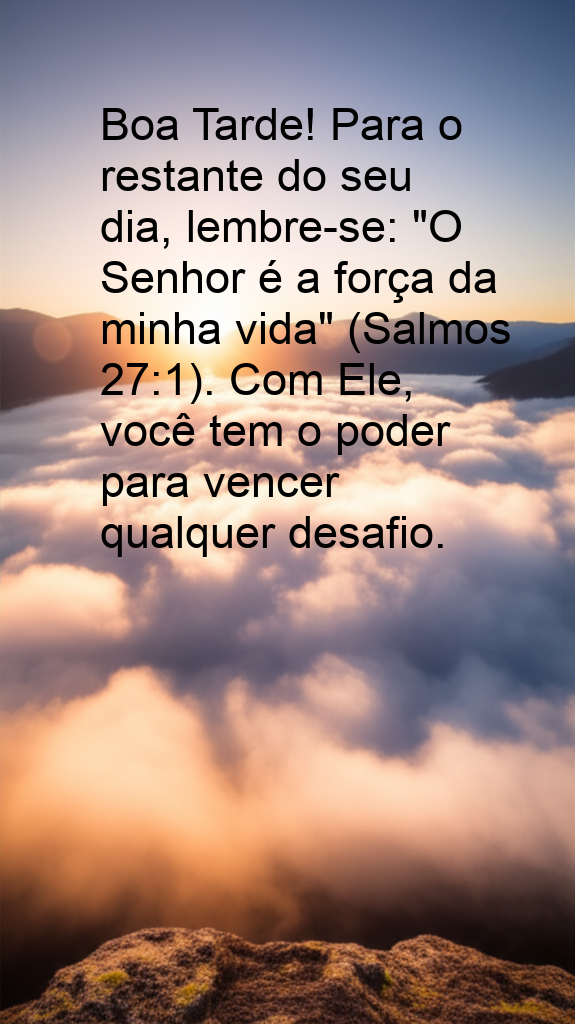 Boa Tarde! Para o
restante do seu
dia, lembre-se: "O
Senhor é a força da
minha vida" (Salmos
27:1). Com Ele,
você tem o poder
para vencer
qualquer desafio.